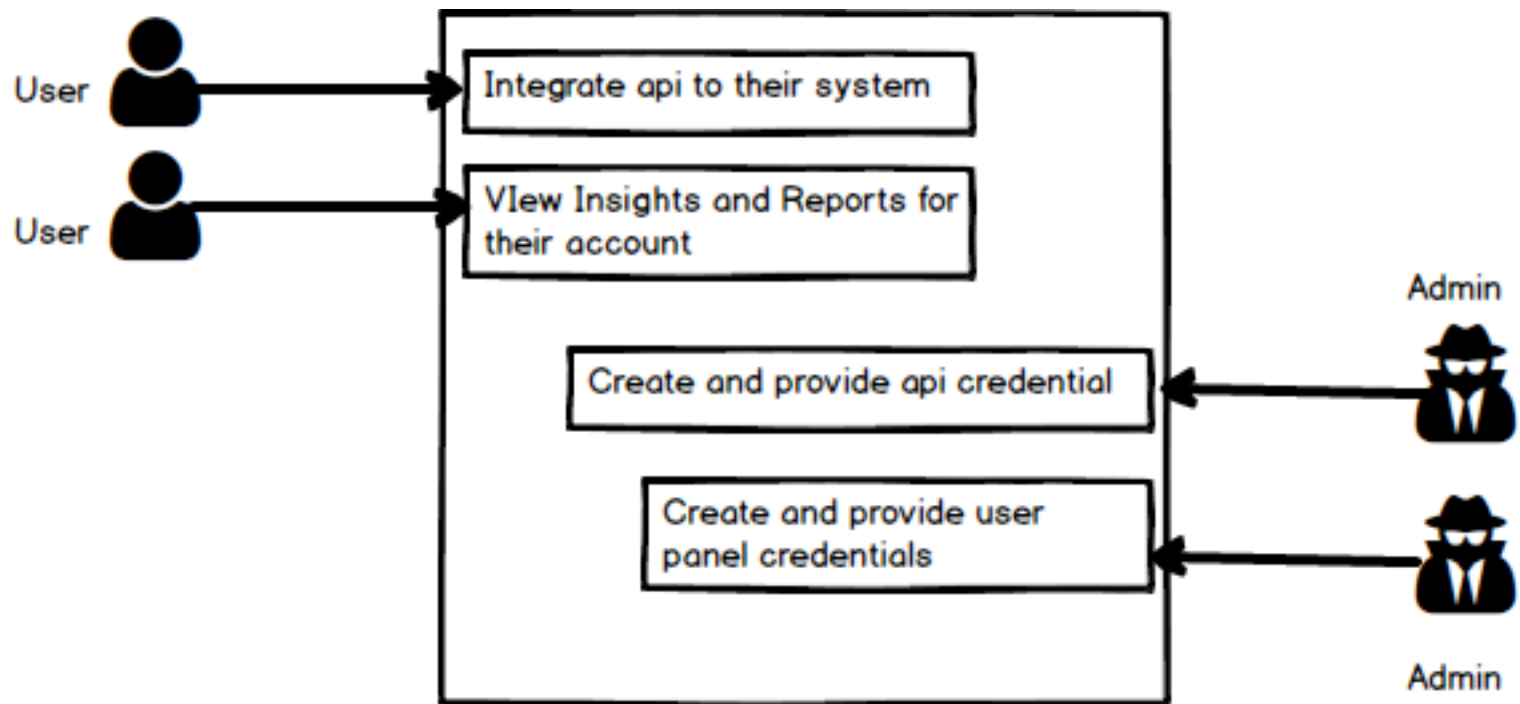 User
Integrate api to their system
User
VIew Insights and Reports for
their account
Admin
Create and provide api credential
Create and provide user
panel credentials
Admin